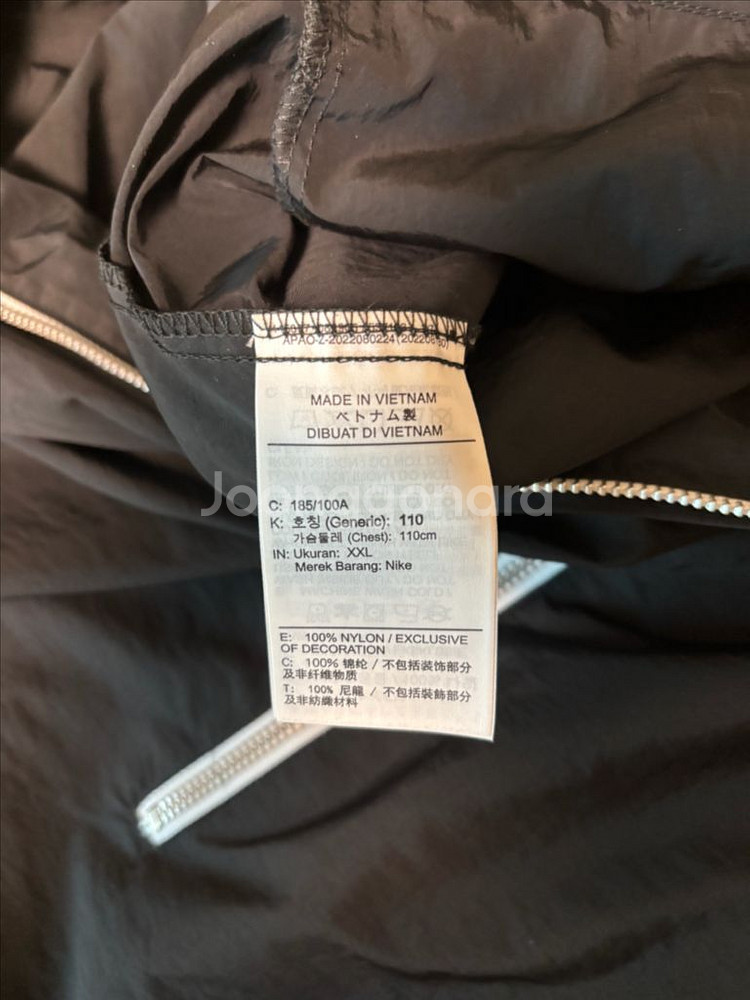 APAO-Z-2022080224 (202208
MADE IN VIETNAM
ベトナム製
DIBUAT DI VIETNAM
C: 185/100A
K: 호칭 (Generic): 110
가슴둘레 (Chest): 110cm
IN: Ukuran: XXL
Merek Barang: Nike
E: 100% NYLON / EXCLUSIVE
OF DECORATION
C: 100% 锦纶 / 不包括装饰部分
及非纤维物质
T: 100% 尼龍 / 不包括裝飾部分
及非紡織材料